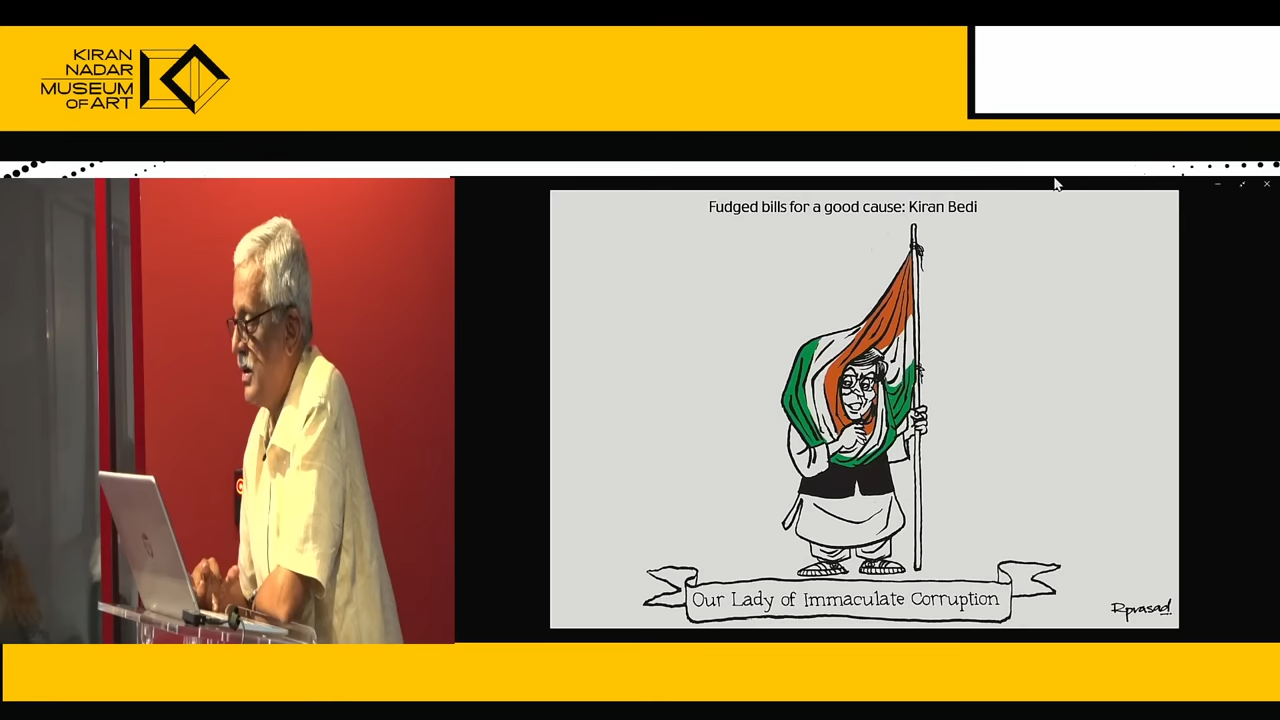 KIRAN
NADAR
MUSEUM
OF ART
Fudged bills for a good cause: Kiran Bedi
Our Lady of Immaculate Corruption
Rprasad